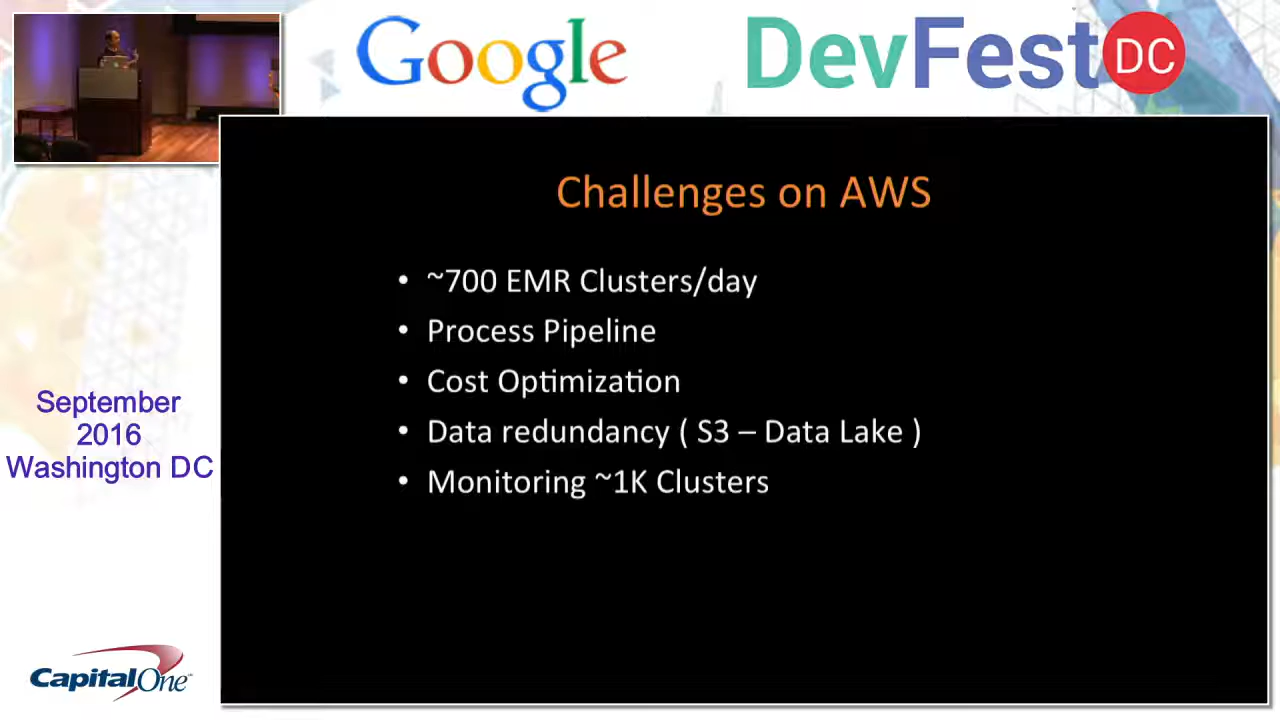 Google DevFest DC
Challenges on AWS
• ~700 EMR Clusters/day
• Process Pipeline
• Cost Optimization
• Data redundancy ( S3 – Data Lake )
• Monitoring ~1K Clusters
September
2016
Washington DC
CapitalOne